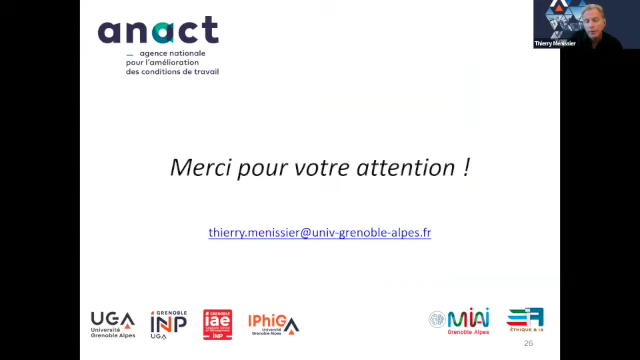 anact
agence nationale
pour l'amélioration
des conditions de travail
Thierry Menissier
Merci pour votre attention !
thierry.menissier@univ-grenoble-alpes.fr
UGA
Université
Grenoble Alpes
GRENOBLE
INP
UGA
GRENOBLE
iae
INP
IPhiG
Université
Grenoble Alpes
MIAI
Grenoble Alpes
ÉTHIQUE & IA
26